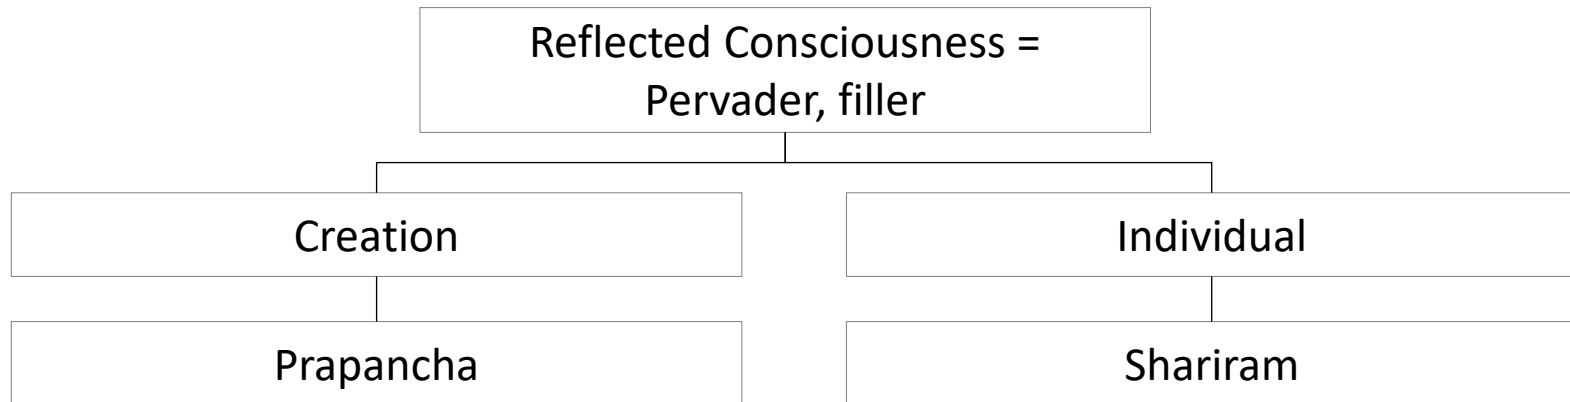 Reflected Consciousness =
Pervader, filler
Creation
Individual
Prapancha
Shariram